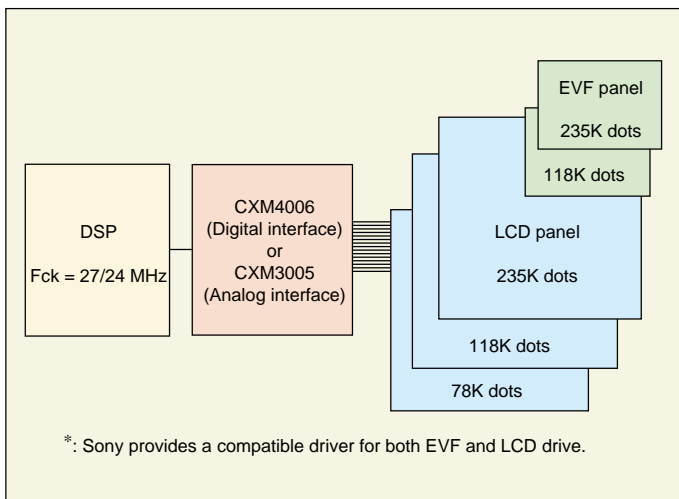 DSP
Fck = 27/24 MHz
CXM4006
(Digital interface)
or
CXM3005
(Analog interface)
EVF panel
235K dots
118K dots
LCD panel
235K dots
118K dots
78K dots
*: Sony provides a compatible driver for both EVF and LCD drive.